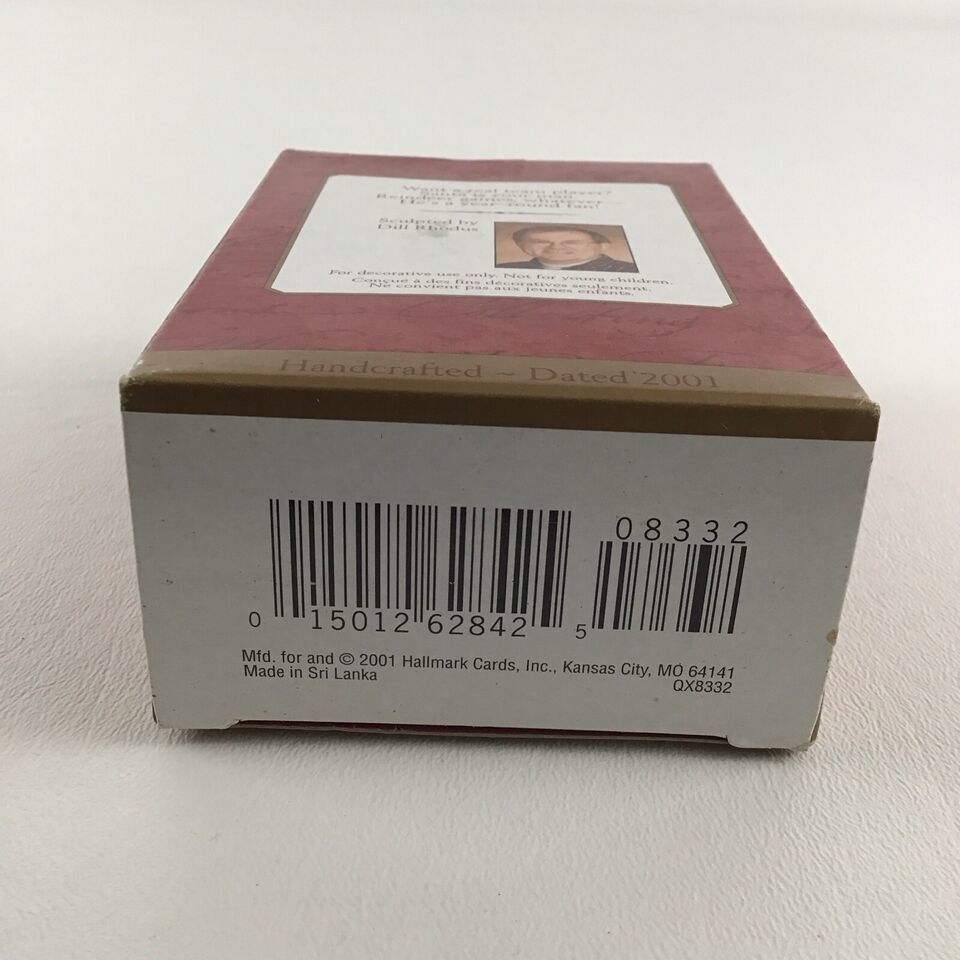 Want a real team player?
Santa is your man!
Reindeer games, whatever...
He's a year-round fan!
Sculpted by
Dill Rhodus
For decorative use only. Not for young children.
Conçue à des fins décoratives seulement.
Ne convient pas aux jeunes enfants.
Handcrafted ~ Dated 2001
08332
0 15012 62842 5
Mfd. for and © 2001 Hallmark Cards, Inc., Kansas City, MO 64141
Made in Sri Lanka
QX8332